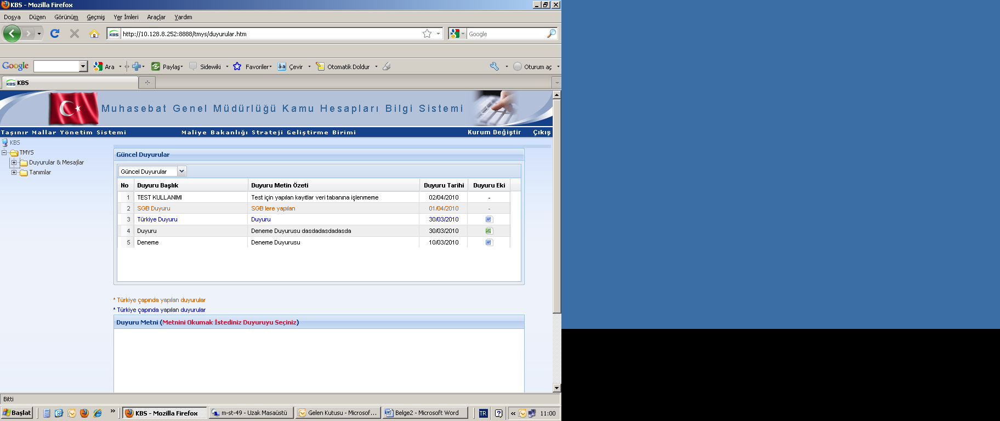 KBS - Mozilla Firefox
Dosya Düzen Görünüm Geçmiş Yer İmleri Araçlar Yardım
KBS http://10.128.8.252:8888/tmys/duyurular.htm Google
Google Ara Paylaş Sidewiki Favoriler Çevir Otomatik Doldur Oturum aç
KBS KBS
Muhasebat Genel Müdürlüğü Kamu Hesapları Bilgi Sistemi
Taşınır Mallar Yönetim Sistemi Maliye Bakanlığı Strateji Geliştirme Birimi Kurum Değiştir Çıkış
KBS
TMYS
Duyurular & Mesajlar
Tanımlar
Güncel Duyurular
Güncel Duyurular
No Duyuru Başlık Duyuru Metin Özeti Duyuru Tarihi Duyuru Eki
1 TEST KULLANIMI Test için yapılan kayıtlar veri tabanına işlenmeme 02/04/2010 -
2 SGB Duyuru SGB lere yapılan 01/04/2010 -
3 Türkiye Duyuru Duyuru 30/03/2010
4 Duyuru Deneme Duyurusu dasdadasdadasda 30/03/2010
5 Deneme Deneme Duyurusu 10/03/2010
* Türkiye çapında yapılan duyurular
* Türkiye çapında yapılan duyurular
Duyuru Metni (Metnini Okumak İstediniz Duyuruyu Seçiniz)
Bitti
Başlat » KBS - Mozilla Firefox m-st-49 - Uzak Masaüstü Gelen Kutusu - Microsof... Belge2 - Microsoft Word TR « 11:00